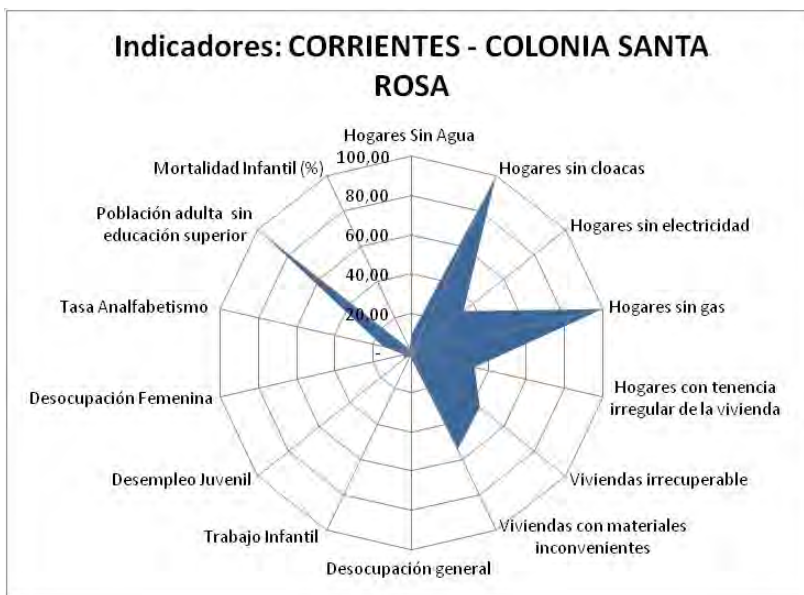 Indicadores: CORRIENTES - COLONIA SANTA
ROSA
Hogares Sin Agua
100,00
80,00
60,00
40,00
20,00
-
Hogares sin cloacas
Hogares sin electricidad
Hogares sin gas
Hogares con tenencia
irregular de la vivienda
Viviendas irrecuperable
Viviendas con materiales
inconvenientes
Desocupación general
Trabajo Infantil
Desempleo Juvenil
Desocupación Femenina
Tasa Analfabetismo
Población adulta sin
educación superior
Mortalidad Infantil (%)